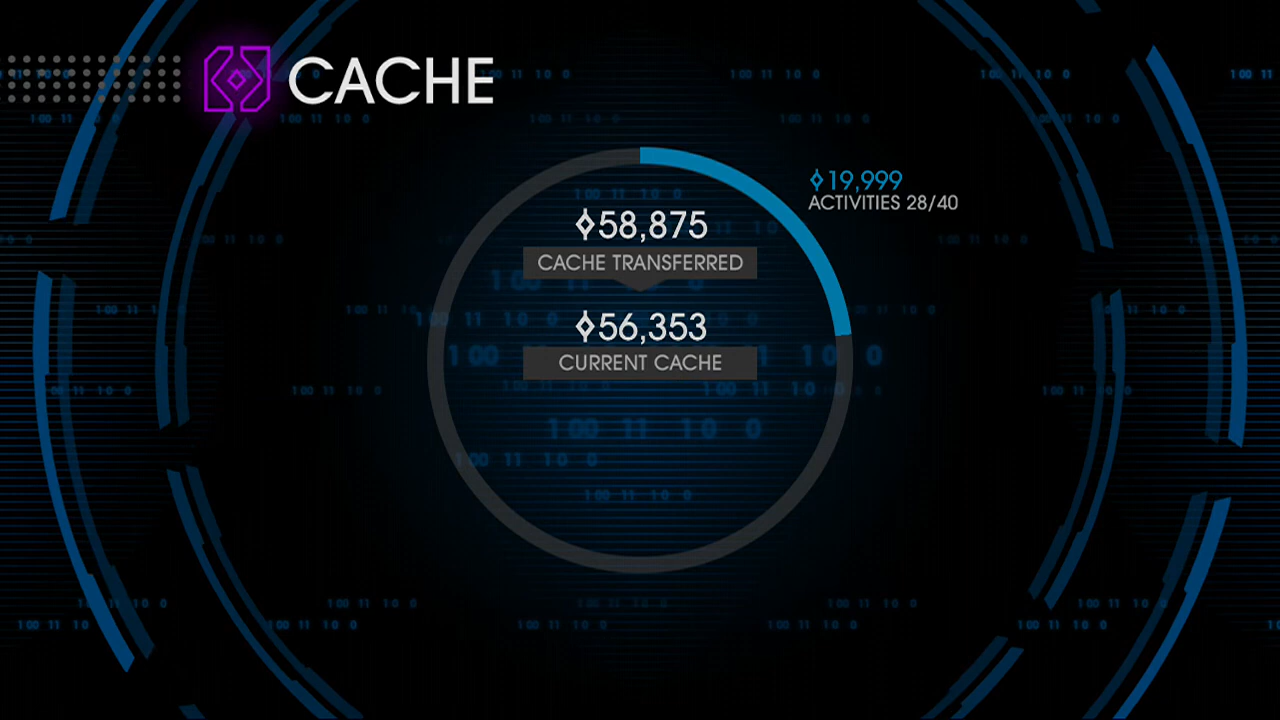 CACHE
19,999
ACTIVITIES 28/40
58,875
CACHE TRANSFERRED
56,353
CURRENT CACHE